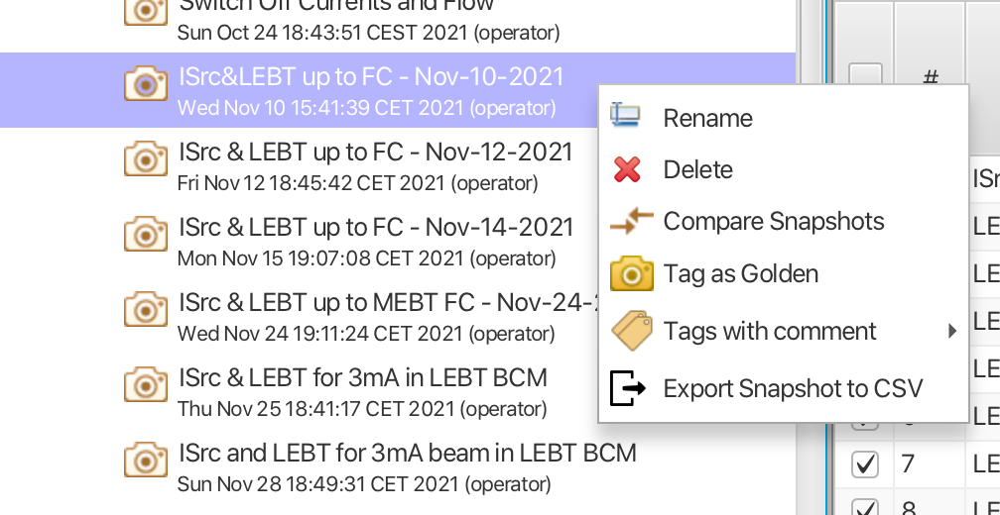 Switch Off Currents and Flow
Sun Oct 24 18:43:51 CEST 2021 (operator)
ISrc&LEBT up to FC - Nov-10-2021
Wed Nov 10 15:41:39 CET 2021 (operator)
ISrc & LEBT up to FC - Nov-12-2021
Fri Nov 12 18:45:42 CET 2021 (operator)
ISrc & LEBT up to FC - Nov-14-2021
Mon Nov 15 19:07:08 CET 2021 (operator)
ISrc & LEBT up to MEBT FC - Nov-24-
Wed Nov 24 19:11:24 CET 2021 (operator)
ISrc & LEBT for 3mA in LEBT BCM
Thu Nov 25 18:41:17 CET 2021 (operator)
ISrc and LEBT for 3mA beam in LEBT BCM
Sun Nov 28 18:49:31 CET 2021 (operator)
Rename
Delete
Compare Snapshots
Tag as Golden
Tags with comment
Export Snapshot to CSV
#
ISr
LE
LE
LE
LE
LE
7 LE
8 LE